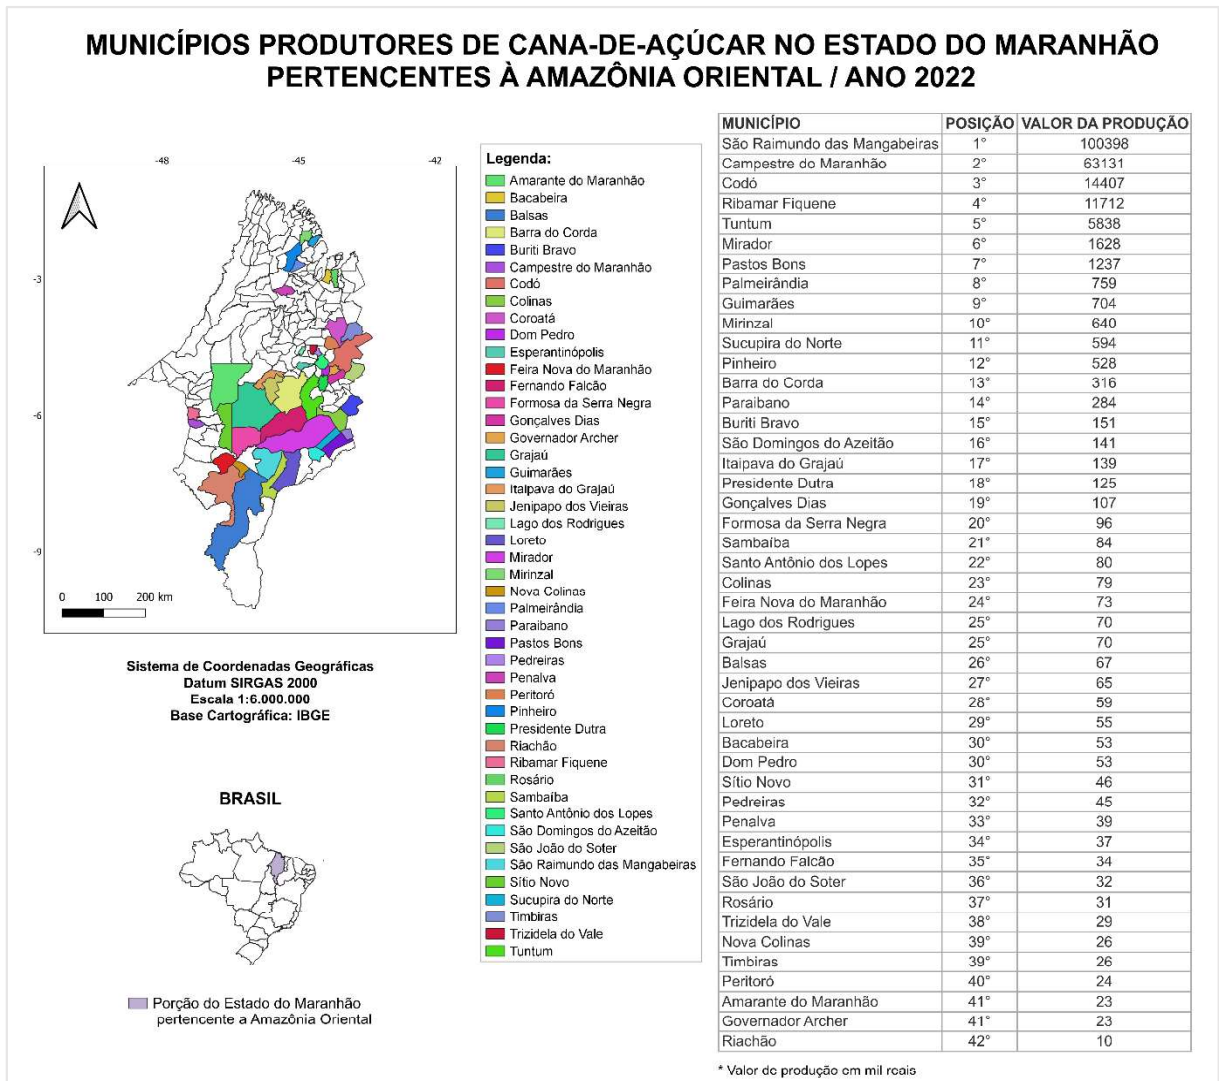 MUNICÍPIOS PRODUTORES DE CANA-DE-AÇÚCAR NO ESTADO DO MARANHÃO
PERTENCENTES À AMAZÔNIA ORIENTAL / ANO 2022
-48 -45 -42
-3
-6
-9
0 100 200 km
Sistema de Coordenadas Geográficas
Datum SIRGAS 2000
Escala 1:6.000.000
Base Cartográfica: IBGE
BRASIL
Porção do Estado do Maranhão
pertencente a Amazônia Oriental
Legenda:
Amarante do Maranhão
Bacabeira
Balsas
Barra do Corda
Buriti Bravo
Campestre do Maranhão
Codó
Colinas
Coroatá
Dom Pedro
Esperantinópolis
Feira Nova do Maranhão
Fernando Falcão
Formosa da Serra Negra
Gonçalves Dias
Governador Archer
Grajaú
Guimarães
Itaipava do Grajaú
Jenipapo dos Vieiras
Lago dos Rodrigues
Loreto
Mirador
Mirinzal
Nova Colinas
Palmeirândia
Paraibano
Pastos Bons
Pedreiras
Penalva
Peritoró
Pinheiro
Presidente Dutra
Riachão
Ribamar Fiquene
Rosário
Sambaíba
Santo Antônio dos Lopes
São Domingos do Azeitão
São João do Soter
São Raimundo das Mangabeiras
Sítio Novo
Sucupira do Norte
Timbiras
Trizidela do Vale
Tuntum
MUNICÍPIO POSIÇÃO VALOR DA PRODUÇÃO
São Raimundo das Mangabeiras 1° 100398
Campestre do Maranhão 2° 63131
Codó 3° 14407
Ribamar Fiquene 4° 11712
Tuntum 5° 5838
Mirador 6° 1628
Pastos Bons 7° 1237
Palmeirândia 8° 759
Guimarães 9° 704
Mirinzal 10° 640
Sucupira do Norte 11° 594
Pinheiro 12° 528
Barra do Corda 13° 316
Paraibano 14° 284
Buriti Bravo 15° 151
São Domingos do Azeitão 16° 141
Itaipava do Grajaú 17° 139
Presidente Dutra 18° 125
Gonçalves Dias 19° 107
Formosa da Serra Negra 20° 96
Sambaíba 21° 84
Santo Antônio dos Lopes 22° 80
Colinas 23° 79
Feira Nova do Maranhão 24° 73
Lago dos Rodrigues 25° 70
Grajaú 25° 70
Balsas 26° 67
Jenipapo dos Vieiras 27° 65
Coroatá 28° 59
Loreto 29° 55
Bacabeira 30° 53
Dom Pedro 30° 53
Sítio Novo 31° 46
Pedreiras 32° 45
Penalva 33° 39
Esperantinópolis 34° 37
Fernando Falcão 35° 34
São João do Soter 36° 32
Rosário 37° 31
Trizidela do Vale 38° 29
Nova Colinas 39° 26
Timbiras 39° 26
Peritoró 40° 24
Amarante do Maranhão 41° 23
Governador Archer 41° 23
Riachão 42° 10
* Valor de produção em mil reais